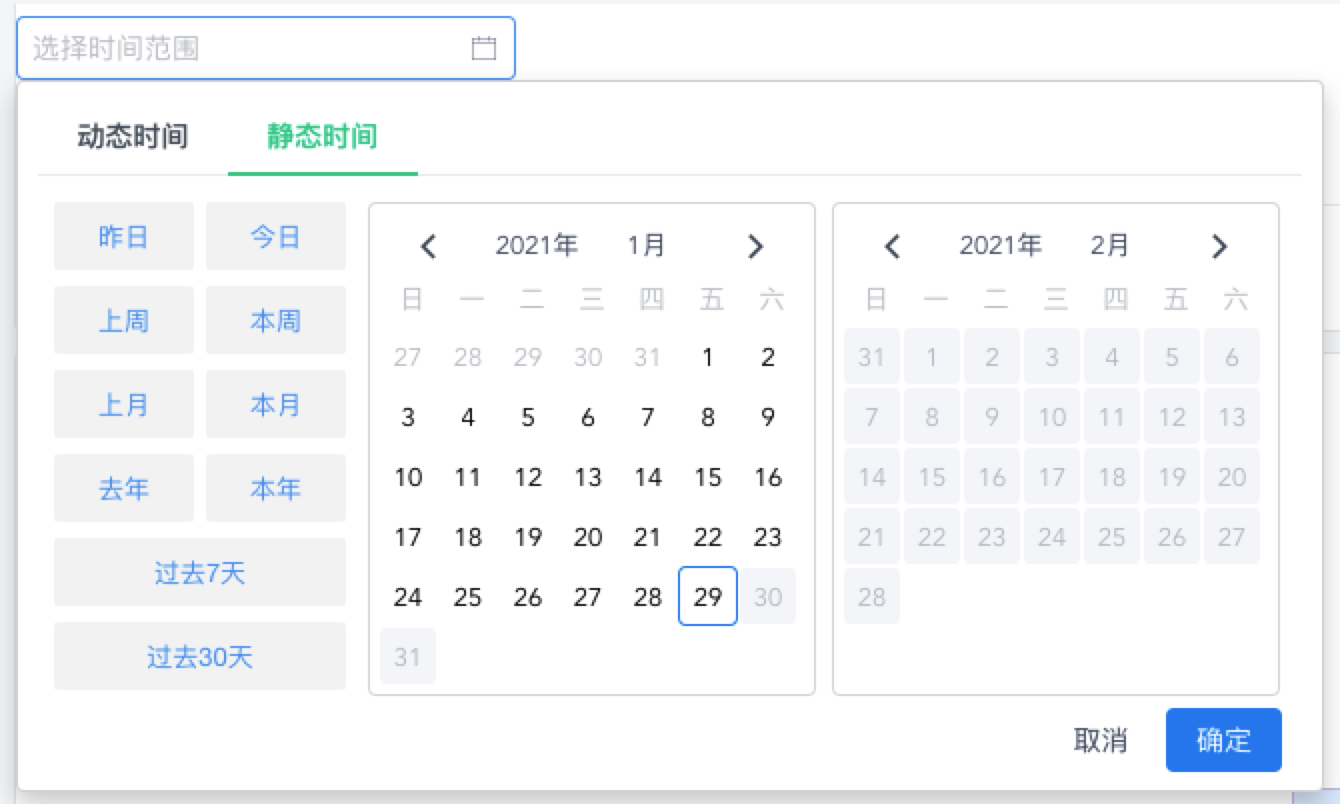 选择时间范围
动态时间 静态时间
昨日 今日
上周 本周
上月 本月
去年 本年
过去7天
过去30天
2021年 1月
日 一 二 三 四 五 六
27 28 29 30 31 1 2
3 4 5 6 7 8 9
10 11 12 13 14 15 16
17 18 19 20 21 22 23
24 25 26 27 28 29 30
31
2021年 2月
日 一 二 三 四 五 六
31 1 2 3 4 5 6
7 8 9 10 11 12 13
14 15 16 17 18 19 20
21 22 23 24 25 26 27
28
取消 确定